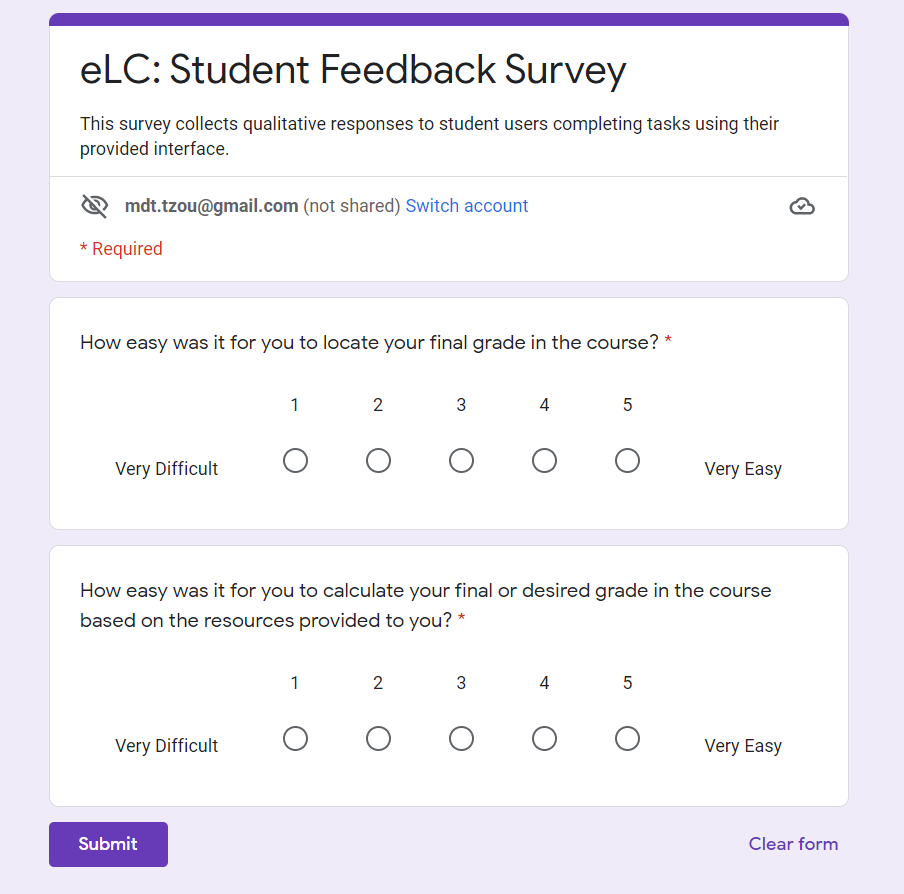 eLC: Student Feedback Survey
This survey collects qualitative responses to student users completing tasks using their
provided interface.
mdt.tzou@gmail.com (not shared) Switch account
* Required
How easy was it for you to locate your final grade in the course? *
1 2 3 4 5
Very Difficult Very Easy
How easy was it for you to calculate your final or desired grade in the course
based on the resources provided to you? *
1 2 3 4 5
Very Difficult Very Easy
Submit Clear form